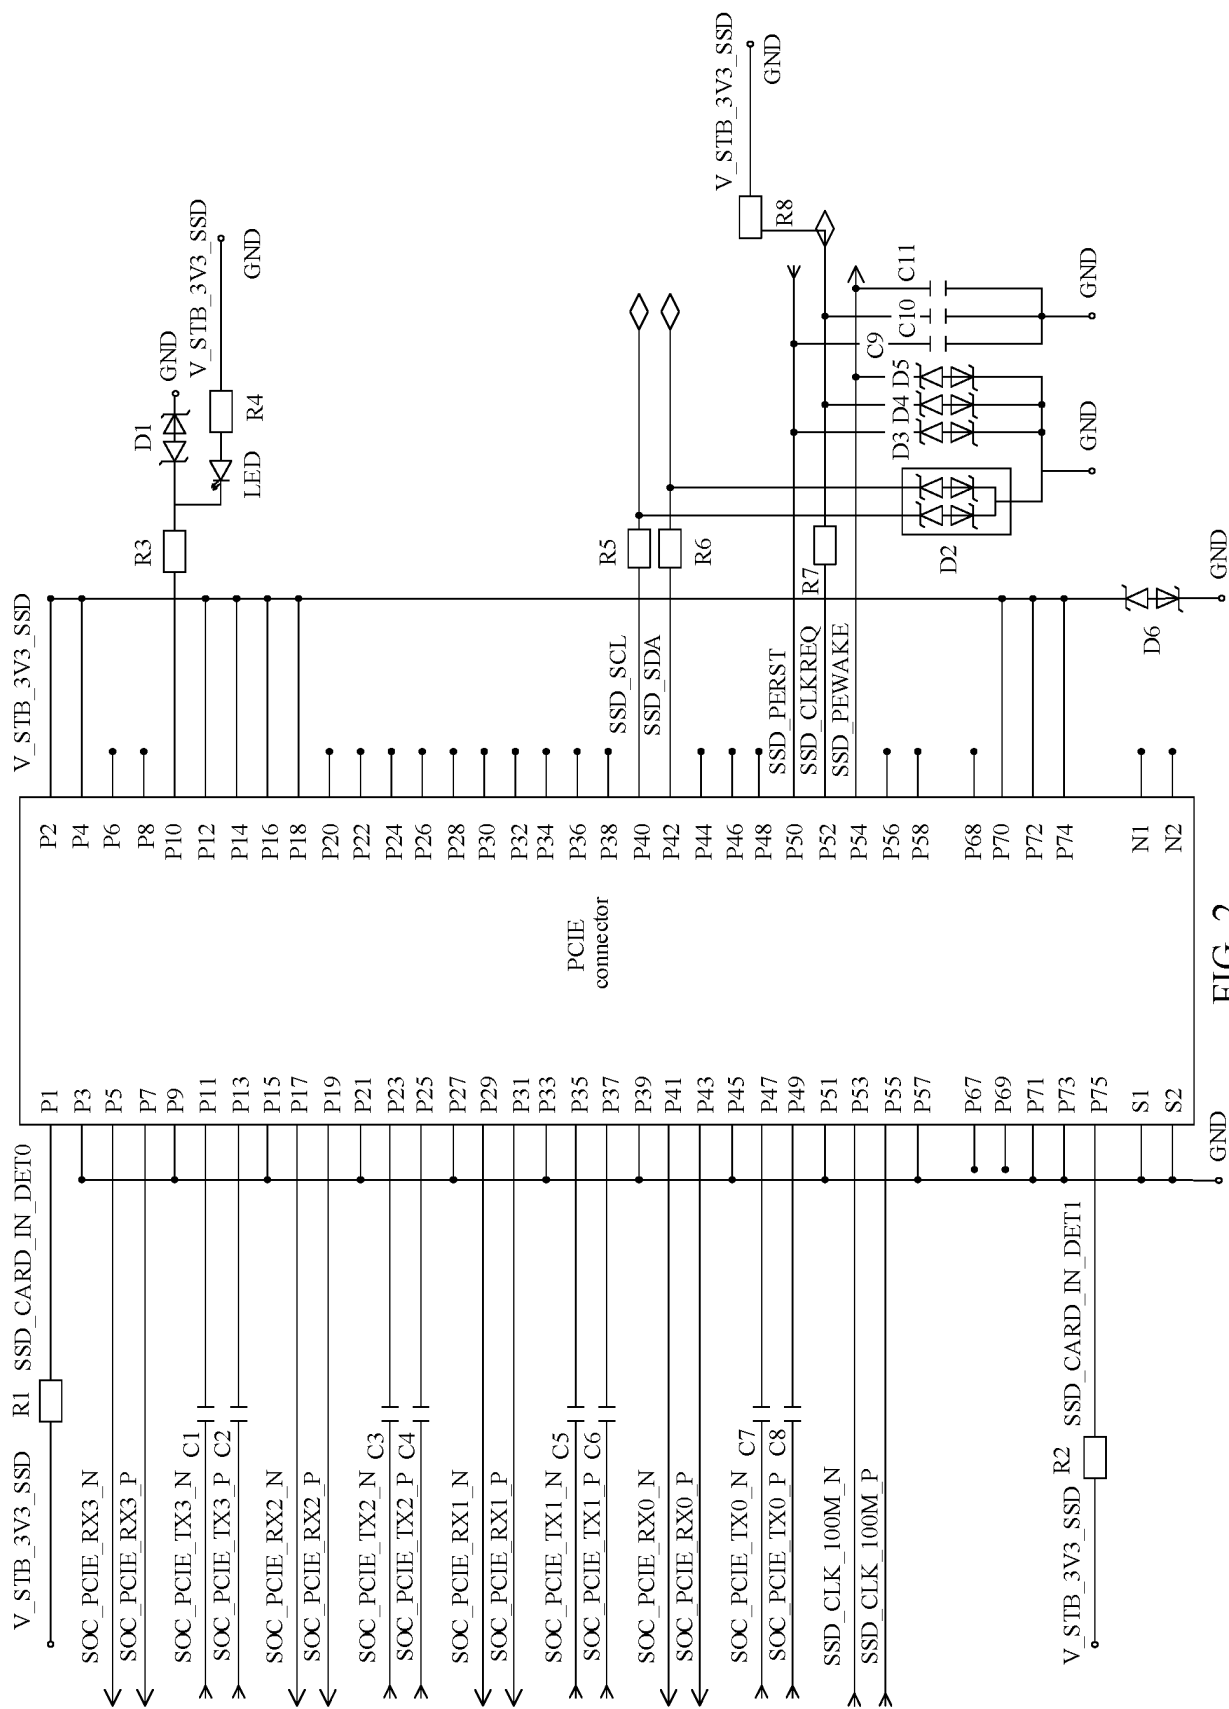 V_STB_3V3_SSD
R1
SSD_CARD_IN_DET0
SOC_PCIE_RX3_N
SOC_PCIE_RX3_P
SOC_PCIE_TX3_N
C1
SOC_PCIE_TX3_P
C2
SOC_PCIE_RX2_N
SOC_PCIE_RX2_P
SOC_PCIE_TX2_N
C3
SOC_PCIE_TX2_P
C4
SOC_PCIE_RX1_N
SOC_PCIE_RX1_P
SOC_PCIE_TX1_N
C5
SOC_PCIE_TX1_P
C6
SOC_PCIE_RX0_N
SOC_PCIE_RX0_P
SOC_PCIE_TX0_N
C7
SOC_PCIE_TX0_P
C8
SSD_CLK_100M_N
SSD_CLK_100M_P
V_STB_3V3_SSD
R2
SSD_CARD_IN_DET1
GND
P1
P3
P5
P7
P9
P11
P13
P15
P17
P19
P21
P23
P25
P27
P29
P31
P33
P35
P37
P39
P41
P43
P45
P47
P49
P51
P53
P55
P57
P67
P69
P71
P73
P75
S1
S2
PCIE
connector
P2
P4
P6
P8
P10
P12
P14
P16
P18
P20
P22
P24
P26
P28
P30
P32
P34
P36
P38
P40
P42
P44
P46
P48
P50
P52
P54
P56
P58
P68
P70
P72
P74
N1
N2
V_STB_3V3_SSD
R3
D1
GND
LED
R4
V_STB_3V3_SSD
GND
SSD_SCL
R5
SSD_SDA
R6
SSD_PERST
SSD_CLKREQ
R7
SSD_PEWAKE
R8
V_STB_3V3_SSD
GND
D2
D3
D4
D5
GND
C9
C10
C11
GND
D6
GND
FIG. 2